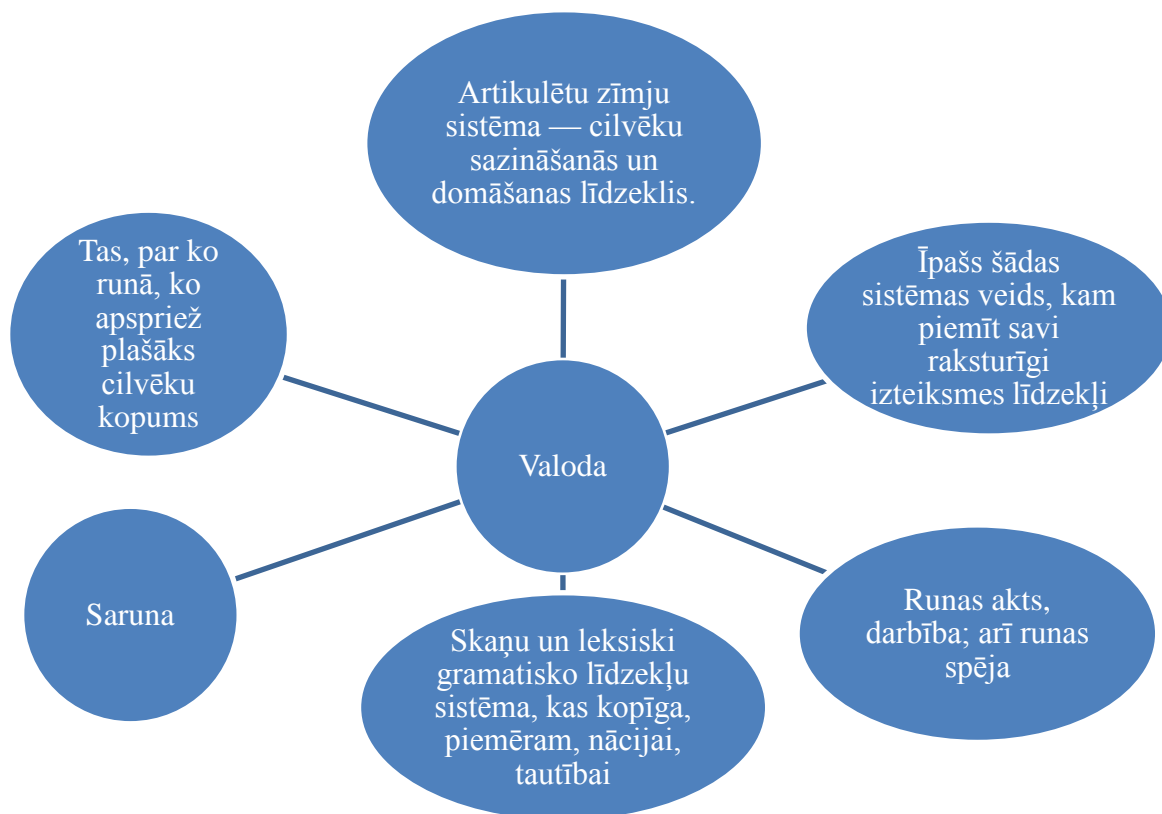 Artikulētu zīmju
sistēma — cilvēku
sazināšanās un
domāšanas līdzeklis.
Tas, par ko
runā, ko
apspriež
plašāks
cilvēku
kopums
Īpašs šādas
sistēmas veids, kam
piemīt savi
raksturīgi
izteiksmes līdzekļi
Valoda
Saruna
Skaņu un leksiski
gramatisko līdzekļu
sistēma, kas kopīga,
piemēram, nācijai,
tautībai
Runas akts,
darbība; arī runas
spēja